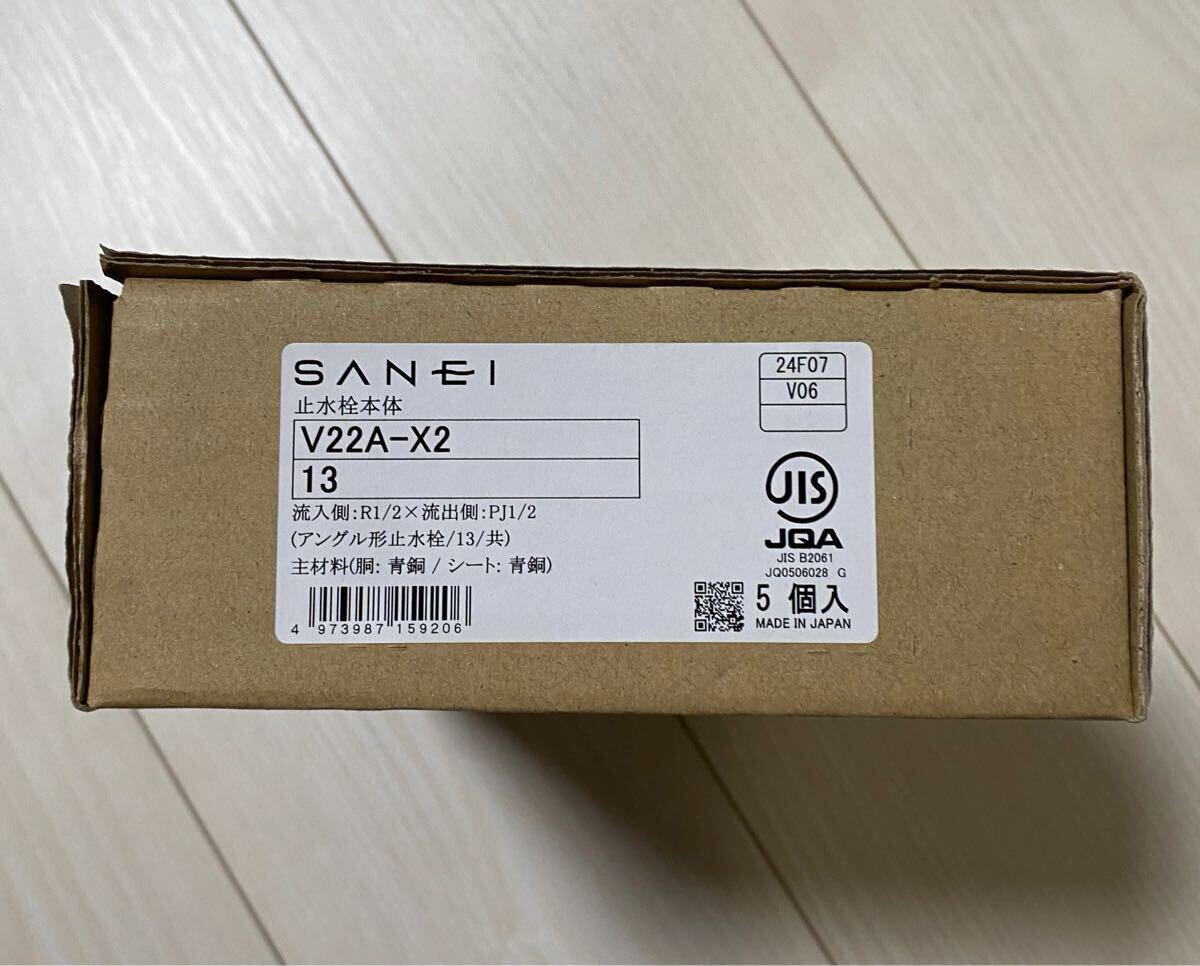 SANEI
止水栓本体
V22A-X2
13
流入側:R1/2×流出側:PJ1/2
(アングル形止水栓/13/共)
主材料(胴: 青銅 / シート: 青銅)
4 973987 159206
24F07
V06
JIS
JQA
JIS B2061
JQ0506028 G
5 個入
MADE IN JAPAN